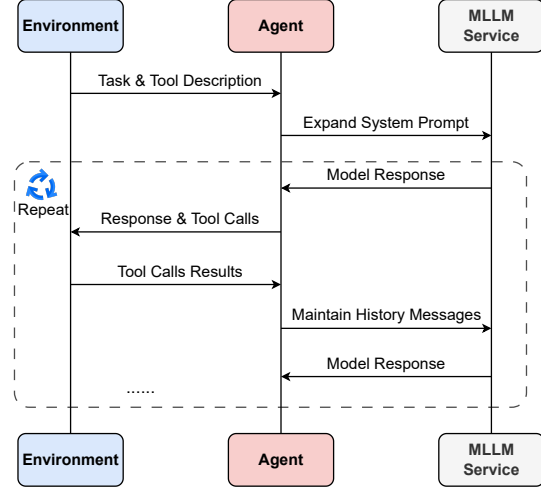 Environment
Agent
MLLM
Service
Task & Tool Description
Expand System Prompt
Model Response
Repeat
Response & Tool Calls
Tool Calls Results
Maintain History Messages
Model Response
......
Environment
Agent
MLLM
Service